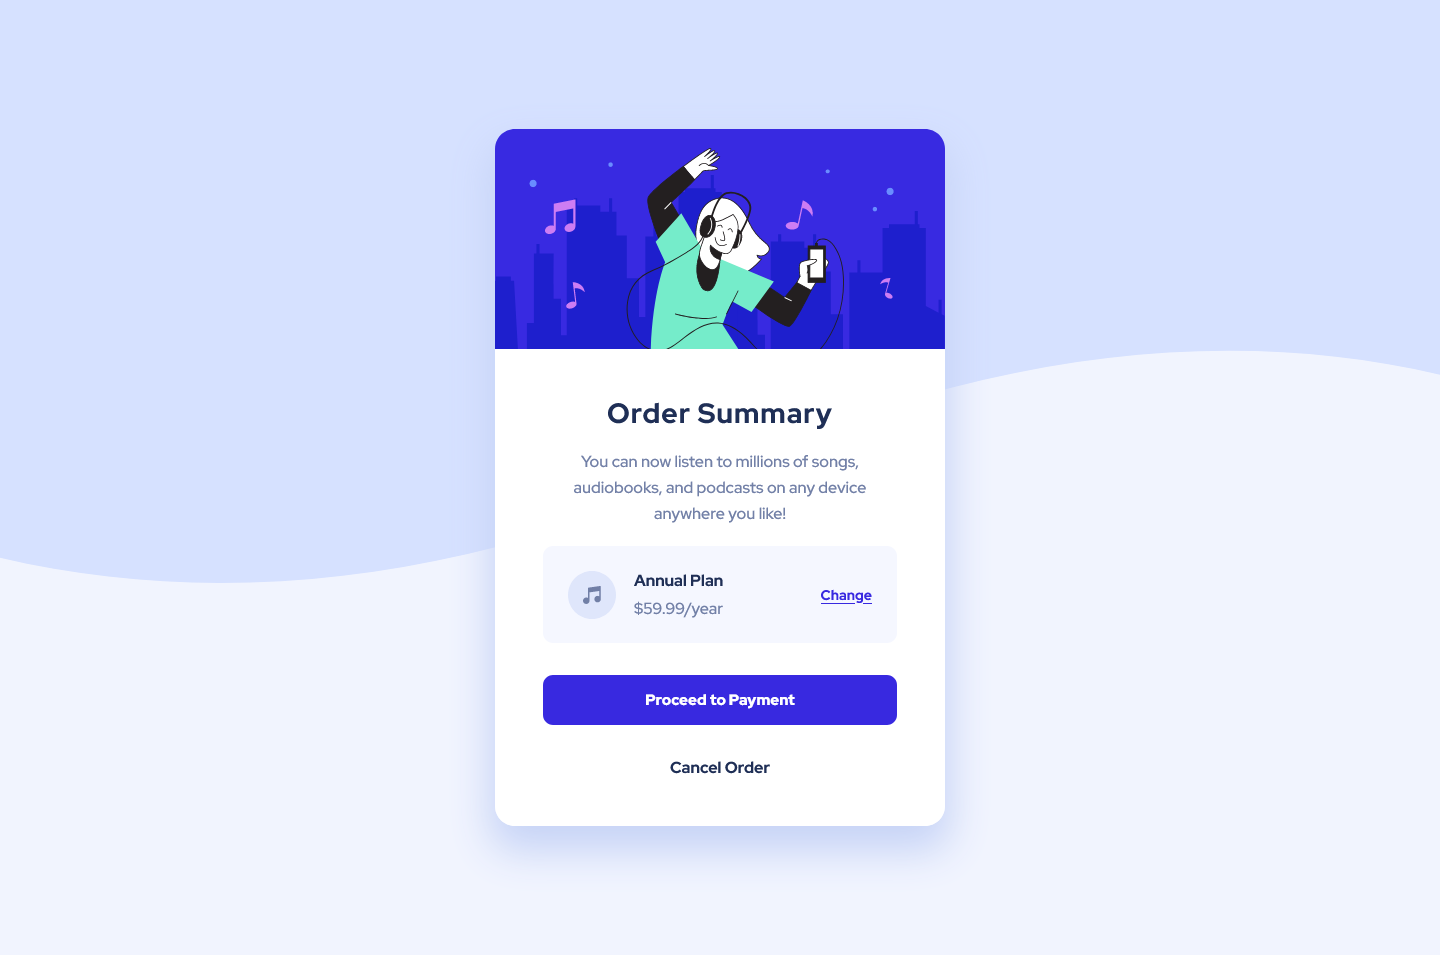 Order Summary
You can now listen to millions of songs,
audiobooks, and podcasts on any device
anywhere you like!
Annual Plan
$59.99/year
Change
Proceed to Payment
Cancel Order